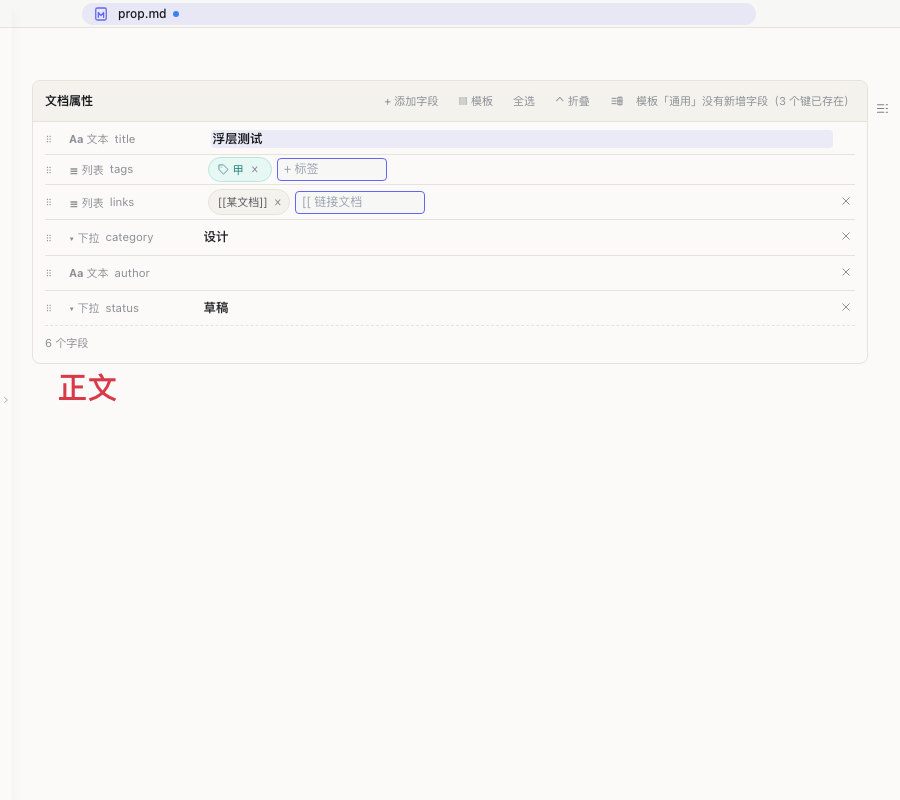 prop.md
文档属性 + 添加字段 模板 全选 折叠 模板「通用」没有新增字段（3 个键已存在）
Aa 文本 title 浮层测试
列表 tags 甲 × + 标签
列表 links [[某文档]] × [[ 链接文档 ×
下拉 category 设计 ×
Aa 文本 author ×
下拉 status 草稿 ×
6 个字段
正文